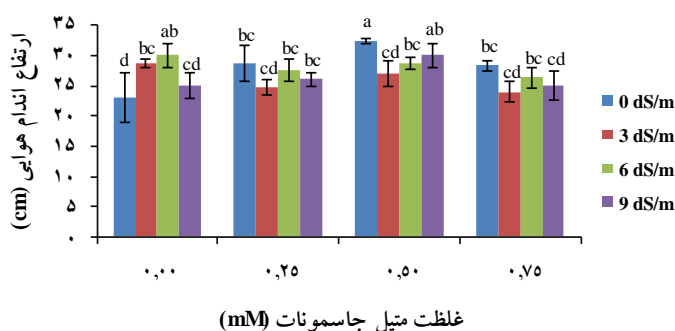 ارتفاع اندام هوایی (cm)
۳۵
۳۰
۲۵
۲۰
۱۵
۱۰
۵
۰
d bc ab cd
bc cd bc bc
a cd bc ab
bc cd bc cd
0 dS/m
3 dS/m
6 dS/m
9 dS/m
۰,۰۰ ۰,۲۵ ۰,۵۰ ۰,۷۵
غلظت متیل جاسمونات (mM)